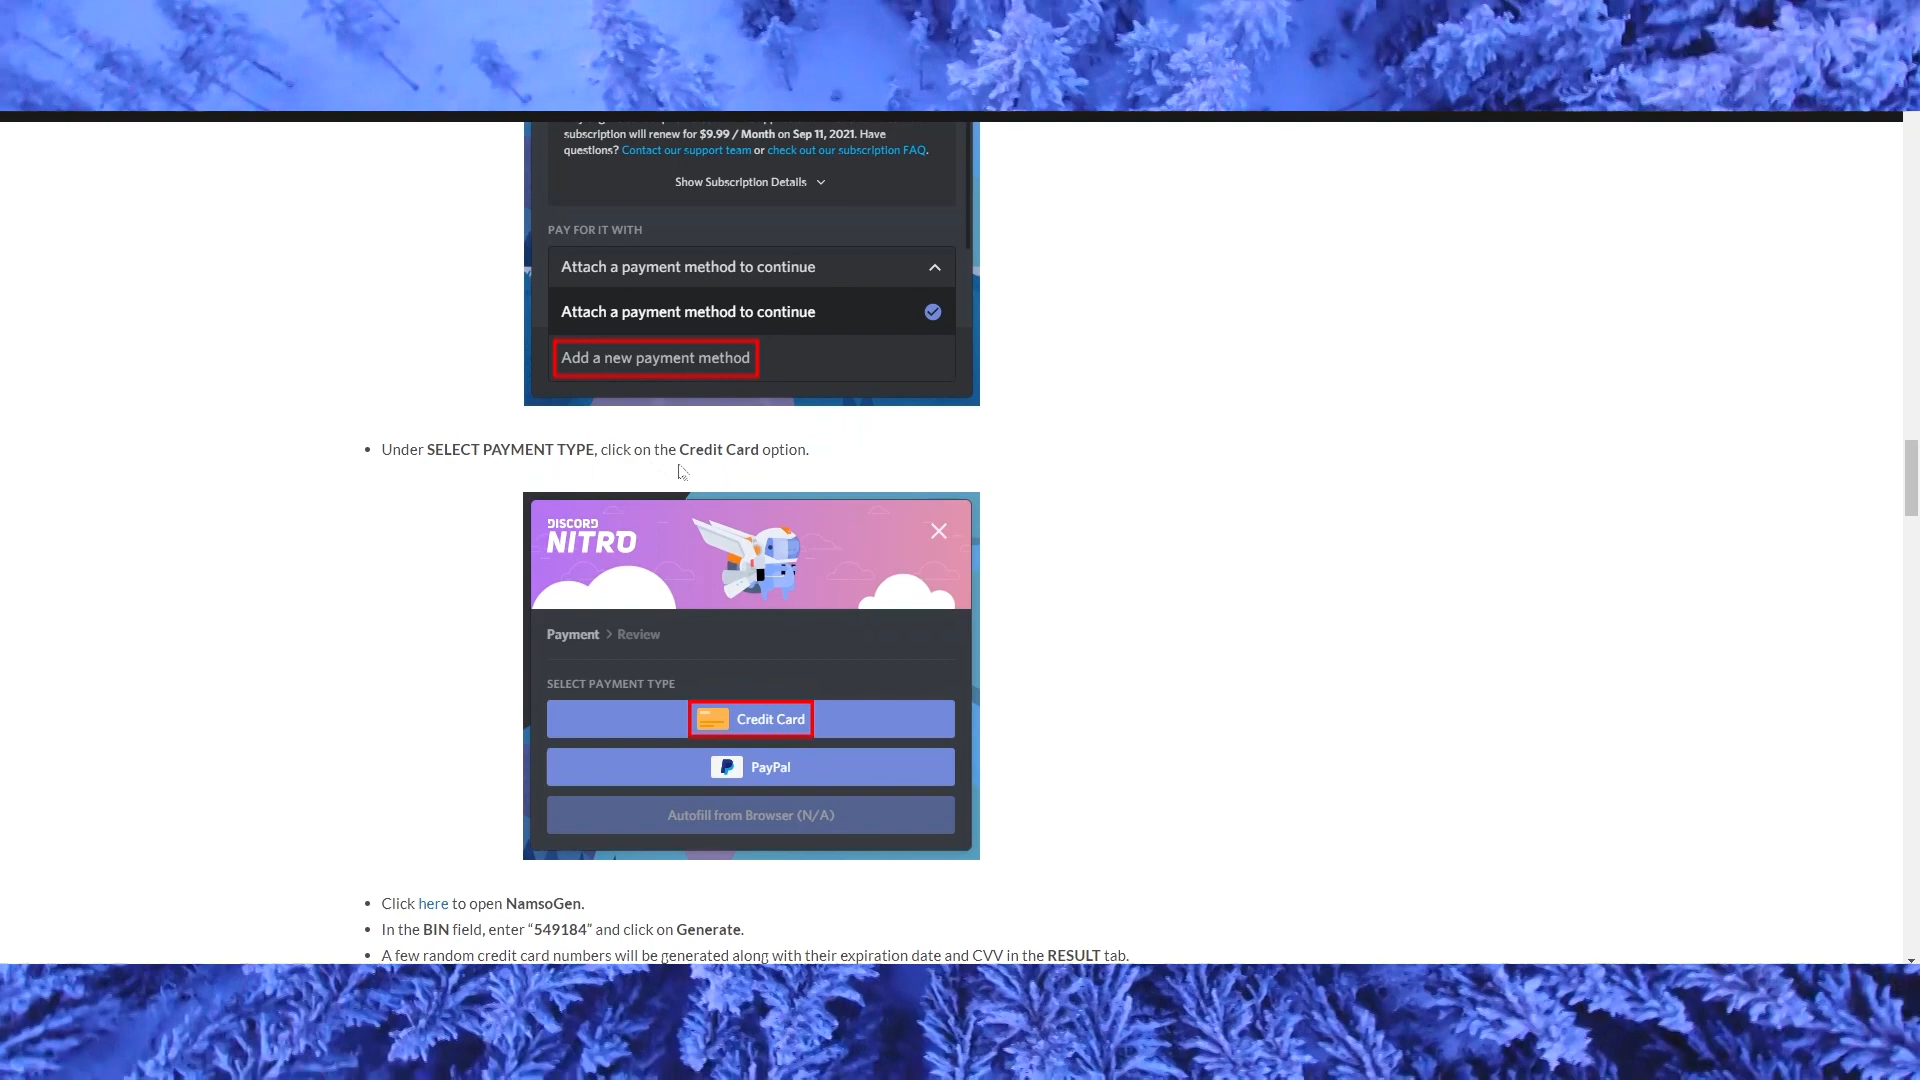 subscription will renew for $9.99 / Month on Sep 11, 2021. Have
questions? Contact our support team or check out our subscription FAQ.
Show Subscription Details
PAY FOR IT WITH
Attach a payment method to continue
Attach a payment method to continue
Add a new payment method
Under SELECT PAYMENT TYPE, click on the Credit Card option.
DISCORD
NITRO
Payment > Review
SELECT PAYMENT TYPE
Credit Card
PayPal
Autofill from Browser (N/A)
Click here to open NamsoGen.
In the BIN field, enter “549184” and click on Generate.
A few random credit card numbers will be generated along with their expiration date and CVV in the RESULT tab.